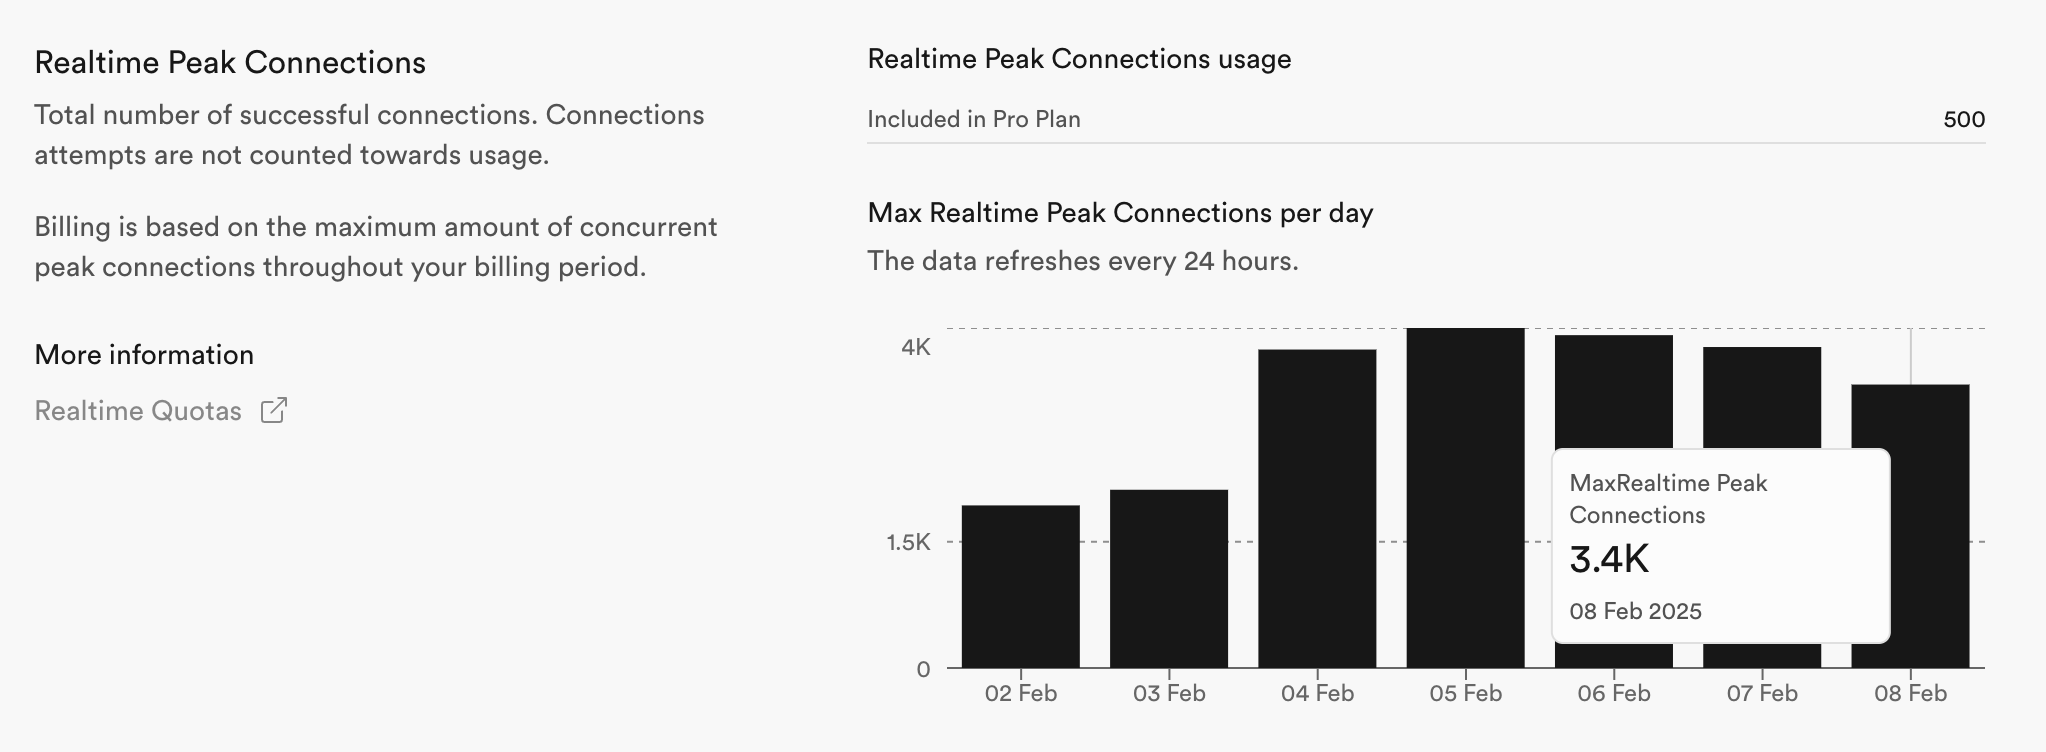 Realtime Peak Connections
Total number of successful connections. Connections
attempts are not counted towards usage.
Billing is based on the maximum amount of concurrent
peak connections throughout your billing period.
More information
Realtime Quotas
Realtime Peak Connections usage
Included in Pro Plan 500
Max Realtime Peak Connections per day
The data refreshes every 24 hours.
4K
1.5K
0
MaxRealtime Peak
Connections
3.4K
08 Feb 2025
02 Feb 03 Feb 04 Feb 05 Feb 06 Feb 07 Feb 08 Feb